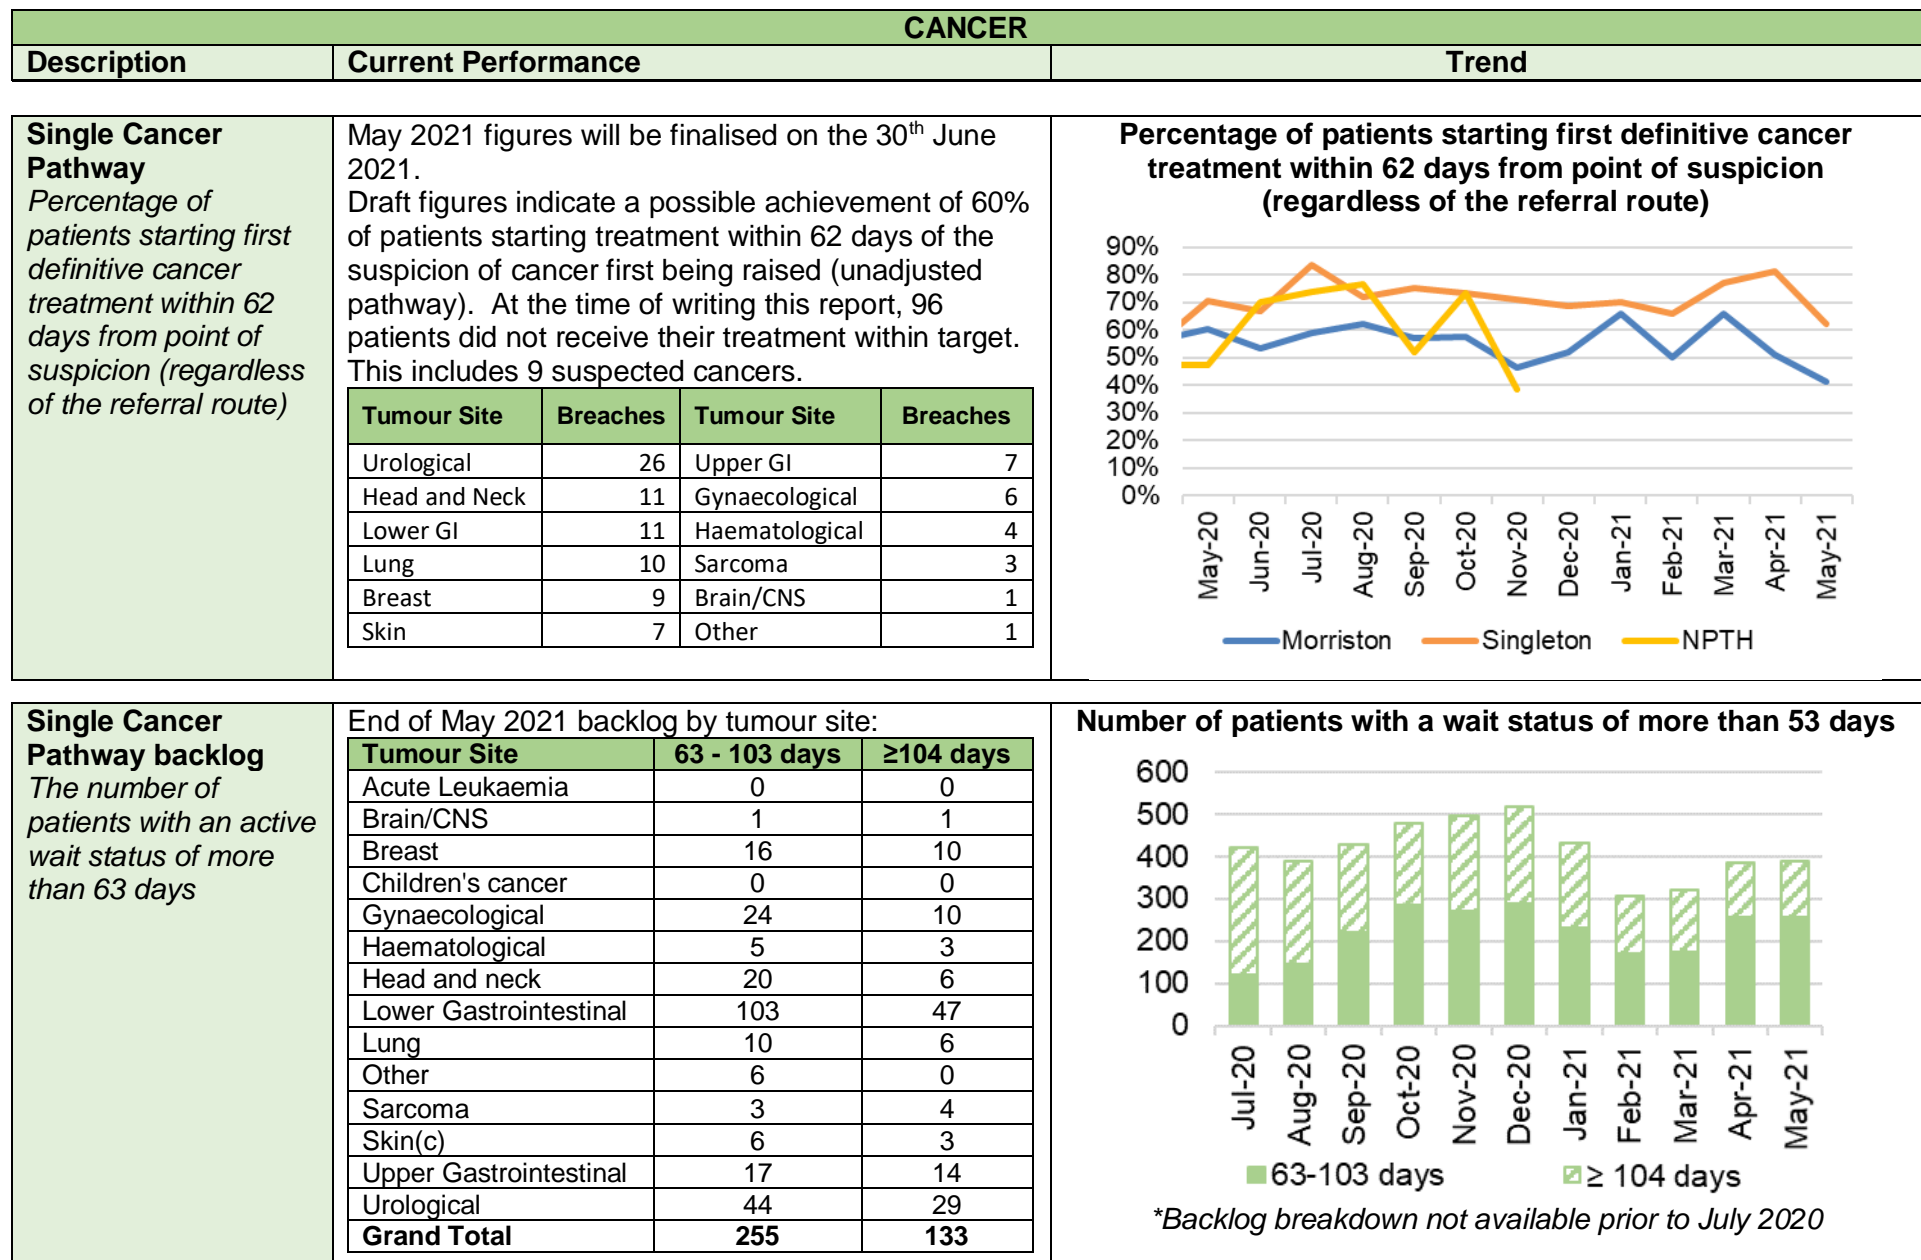 CANCER
Description Current Performance Trend
Single Cancer
Pathway
Percentage of
patients starting first
definitive cancer
treatment within 62
days from point of
suspicion (regardless
of the referral route)
May 2021 figures will be finalised on the 30th June
2021.
Draft figures indicate a possible achievement of 60%
of patients starting treatment within 62 days of the
suspicion of cancer first being raised (unadjusted
pathway). At the time of writing this report, 96
patients did not receive their treatment within target.
This includes 9 suspected cancers.
Tumour Site Breaches Tumour Site Breaches
Urological 26 Upper GI 7
Head and Neck 11 Gynaecological 6
Lower GI 11 Haematological 4
Lung 10 Sarcoma 3
Breast 9 Brain/CNS 1
Skin 7 Other 1
Percentage of patients starting first definitive cancer
treatment within 62 days from point of suspicion
(regardless of the referral route)
90%
80%
70%
60%
50%
40%
30%
20%
10%
0%
May-20 Jun-20 Jul-20 Aug-20 Sep-20 Oct-20 Nov-20 Dec-20 Jan-21 Feb-21 Mar-21 Apr-21 May-21
Morriston Singleton NPTH
Single Cancer
Pathway backlog
The number of
patients with an active
wait status of more
than 63 days
End of May 2021 backlog by tumour site:
Tumour Site 63 - 103 days ≥104 days
Acute Leukaemia 0 0
Brain/CNS 1 1
Breast 16 10
Children's cancer 0 0
Gynaecological 24 10
Haematological 5 3
Head and neck 20 6
Lower Gastrointestinal 103 47
Lung 10 6
Other 6 0
Sarcoma 3 4
Skin(c) 6 3
Upper Gastrointestinal 17 14
Urological 44 29
Grand Total 255 133
Number of patients with a wait status of more than 53 days
600
500
400
300
200
100
0
Jul-20 Aug-20 Sep-20 Oct-20 Nov-20 Dec-20 Jan-21 Feb-21 Mar-21 Apr-21 May-21
63-103 days ≥ 104 days
*Backlog breakdown not available prior to July 2020